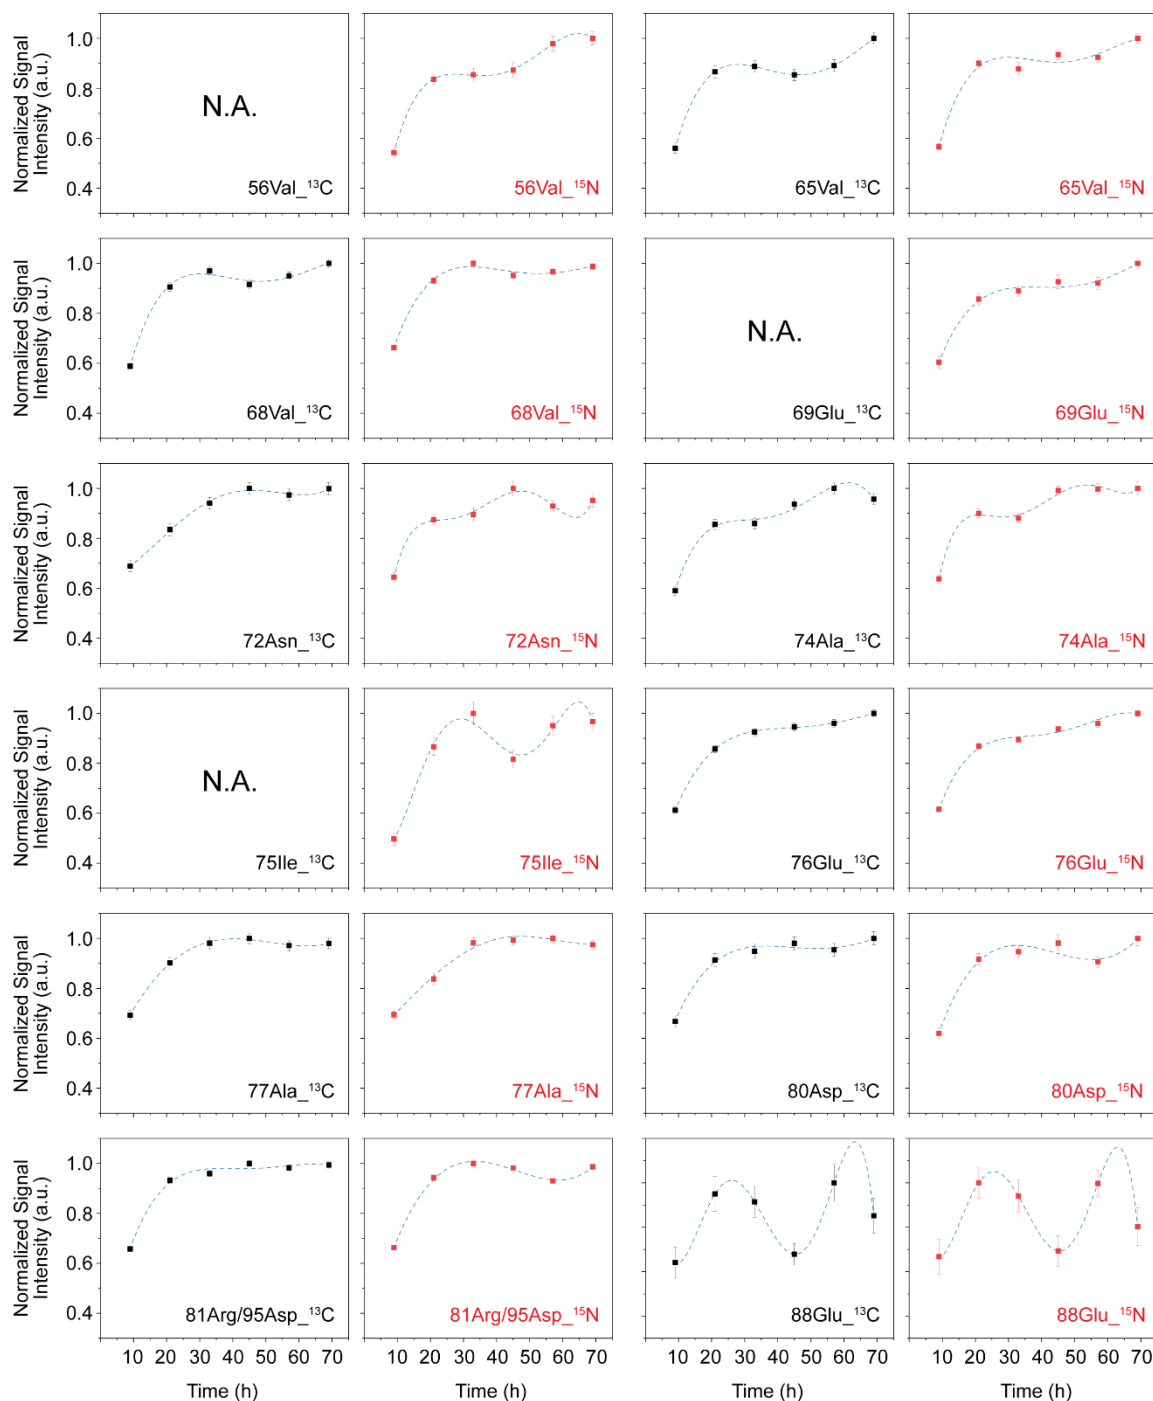 Normalized Signal
Intensity (a.u.)
1.0
0.8
0.6
0.4
N.A.
56Val_¹³C
56Val_¹⁵N
65Val_¹³C
65Val_¹⁵N
Normalized Signal
Intensity (a.u.)
1.0
0.8
0.6
0.4
68Val_¹³C
68Val_¹⁵N
N.A.
69Glu_¹³C
69Glu_¹⁵N
Normalized Signal
Intensity (a.u.)
1.0
0.8
0.6
0.4
72Asn_¹³C
72Asn_¹⁵N
74Ala_¹³C
74Ala_¹⁵N
Normalized Signal
Intensity (a.u.)
1.0
0.8
0.6
0.4
N.A.
75Ile_¹³C
75Ile_¹⁵N
76Glu_¹³C
76Glu_¹⁵N
Normalized Signal
Intensity (a.u.)
1.0
0.8
0.6
0.4
77Ala_¹³C
77Ala_¹⁵N
80Asp_¹³C
80Asp_¹⁵N
Normalized Signal
Intensity (a.u.)
1.0
0.8
0.6
0.4
81Arg/95Asp_¹³C
81Arg/95Asp_¹⁵N
88Glu_¹³C
88Glu_¹⁵N
10 20 30 40 50 60 70
10 20 30 40 50 60 70
10 20 30 40 50 60 70
10 20 30 40 50 60 70
Time (h)
Time (h)
Time (h)
Time (h)